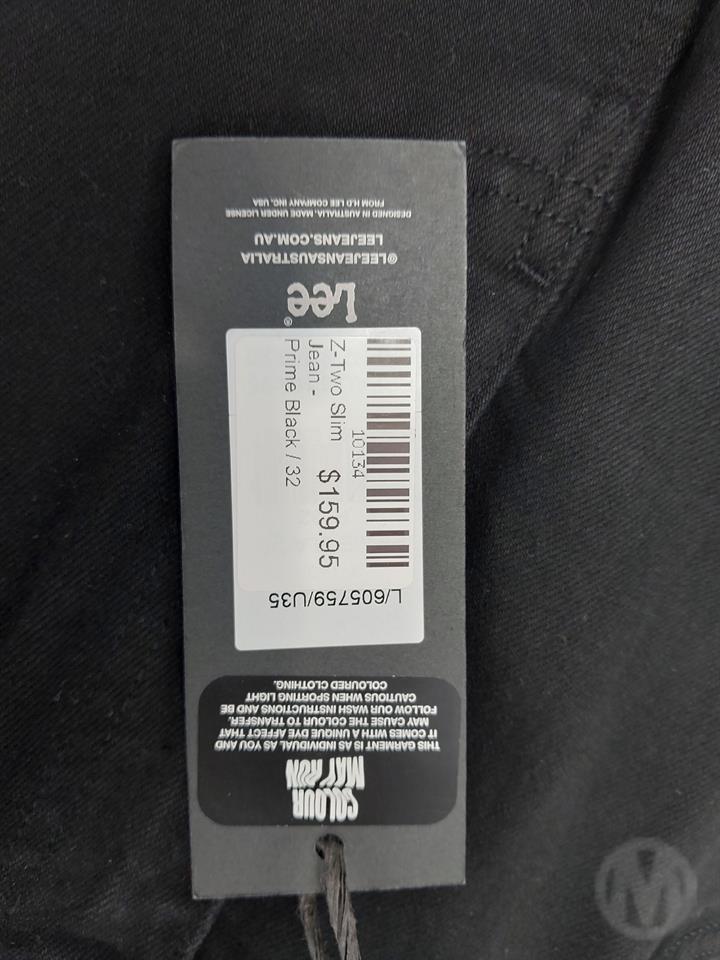 COLOUR
MAY RUN
THIS GARMENT IS AS INDIVIDUAL AS YOU AND
IT COMES WITH A UNIQUE DYE AFFECT THAT
MAY CAUSE THE COLOUR TO TRANSFER.
FOLLOW OUR WASH INSTRUCTIONS AND BE
CAUTIOUS WHEN SPORTING LIGHT
COLOURED CLOTHING.
L/605759/U35
10134
Z-Two Slim
Jean -
Prime Black / 32
$159.95
Lee®
@LEEJEANSAUSTRALIA
LEEJEANS.COM.AU
DESIGNED IN AUSTRALIA. MADE UNDER LICENSE
FROM H.D LEE COMPANY INC. USA
M